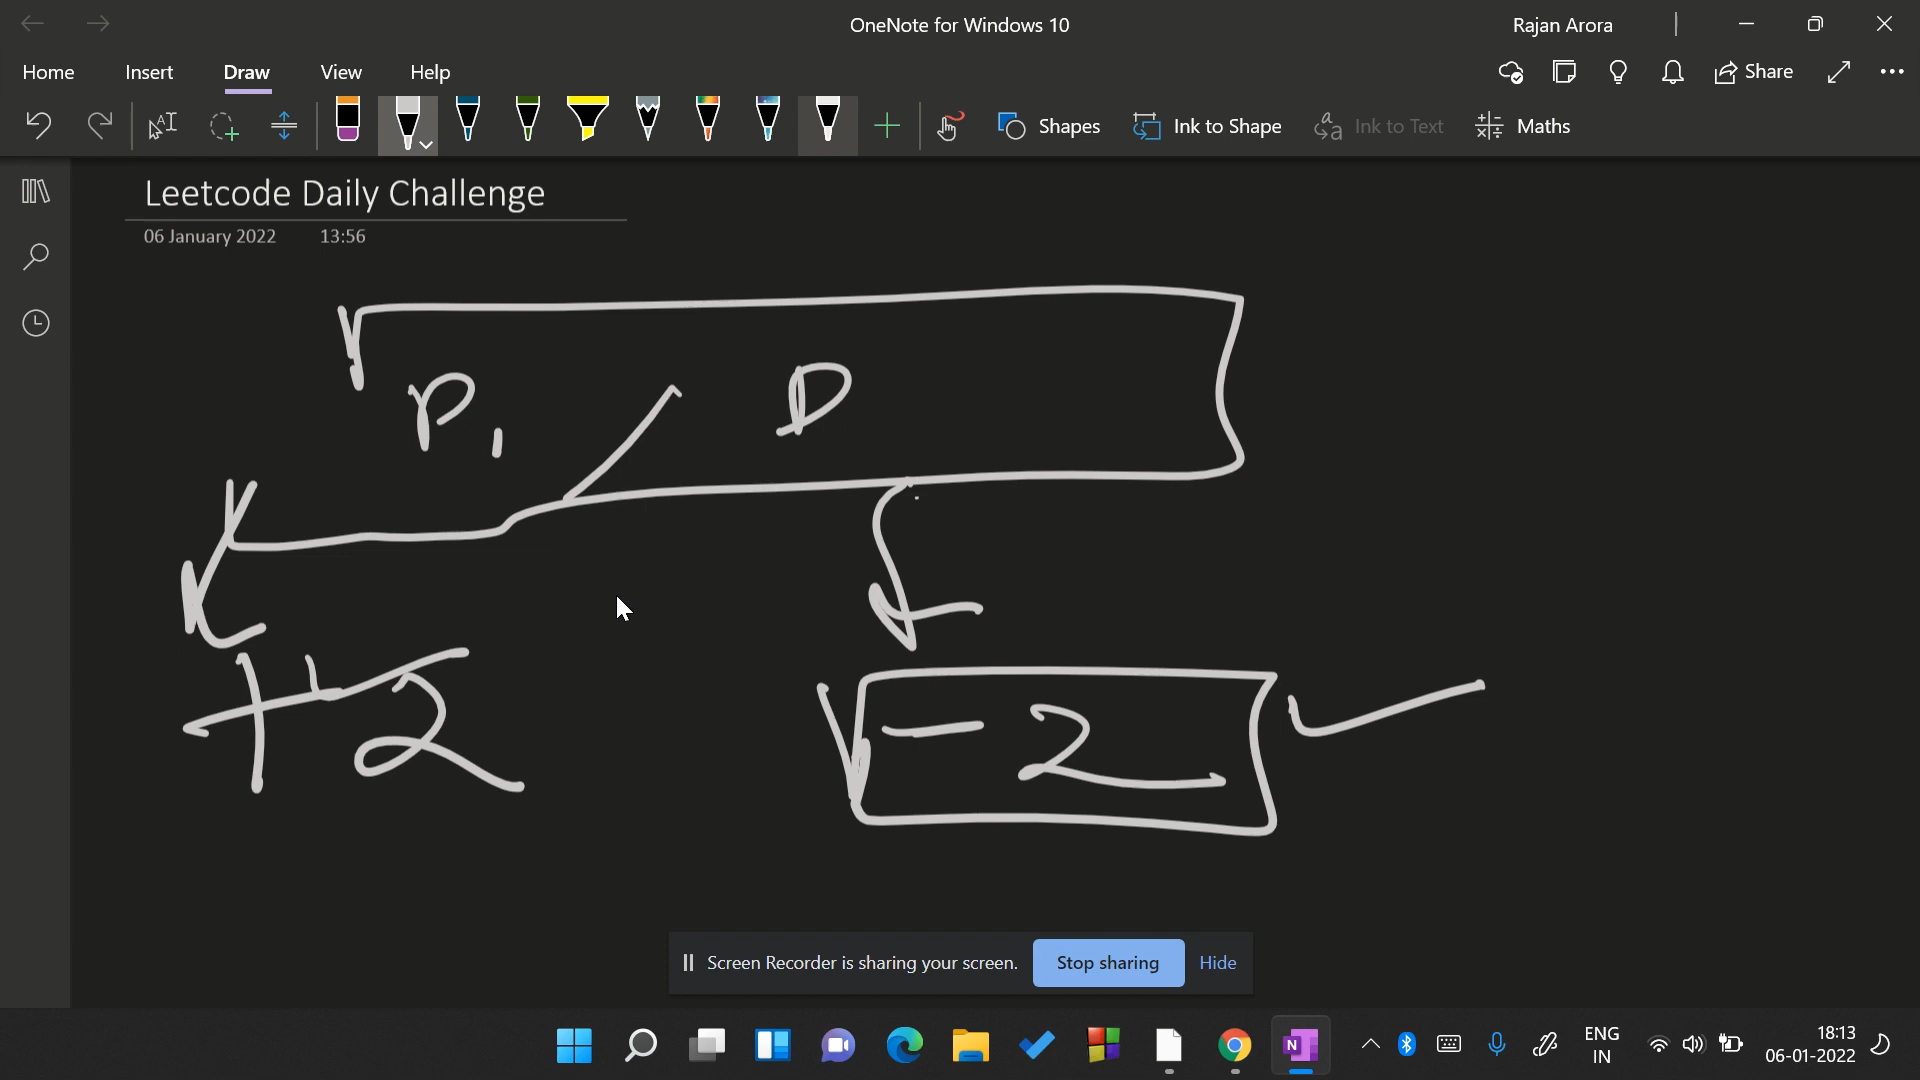 OneNote for Windows 10
Rajan Arora
Home Insert Draw View Help
Share
Shapes Ink to Shape Ink to Text Maths
Leetcode Daily Challenge
06 January 2022 13:56
P, D
+2
-2
Screen Recorder is sharing your screen. Stop sharing Hide
ENG
IN
18:13
06-01-2022